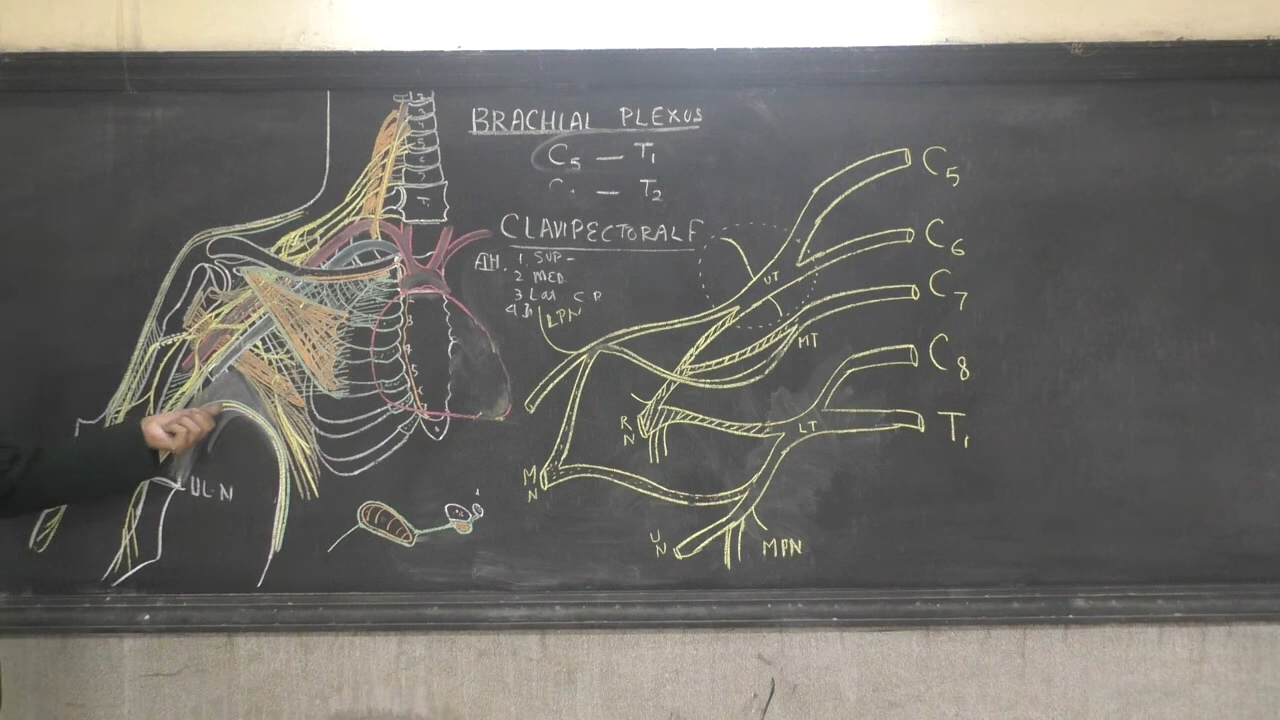 BRACHIAL PLEXUS
C5 — T1
— T2
CLAVIPECTORAL F
1. SUP -
2 MED
3 Lat C P
LPN
C5
C6
C7
C8
T1
UT
MT
LT
R N
M N
U N
MPN
UL·N